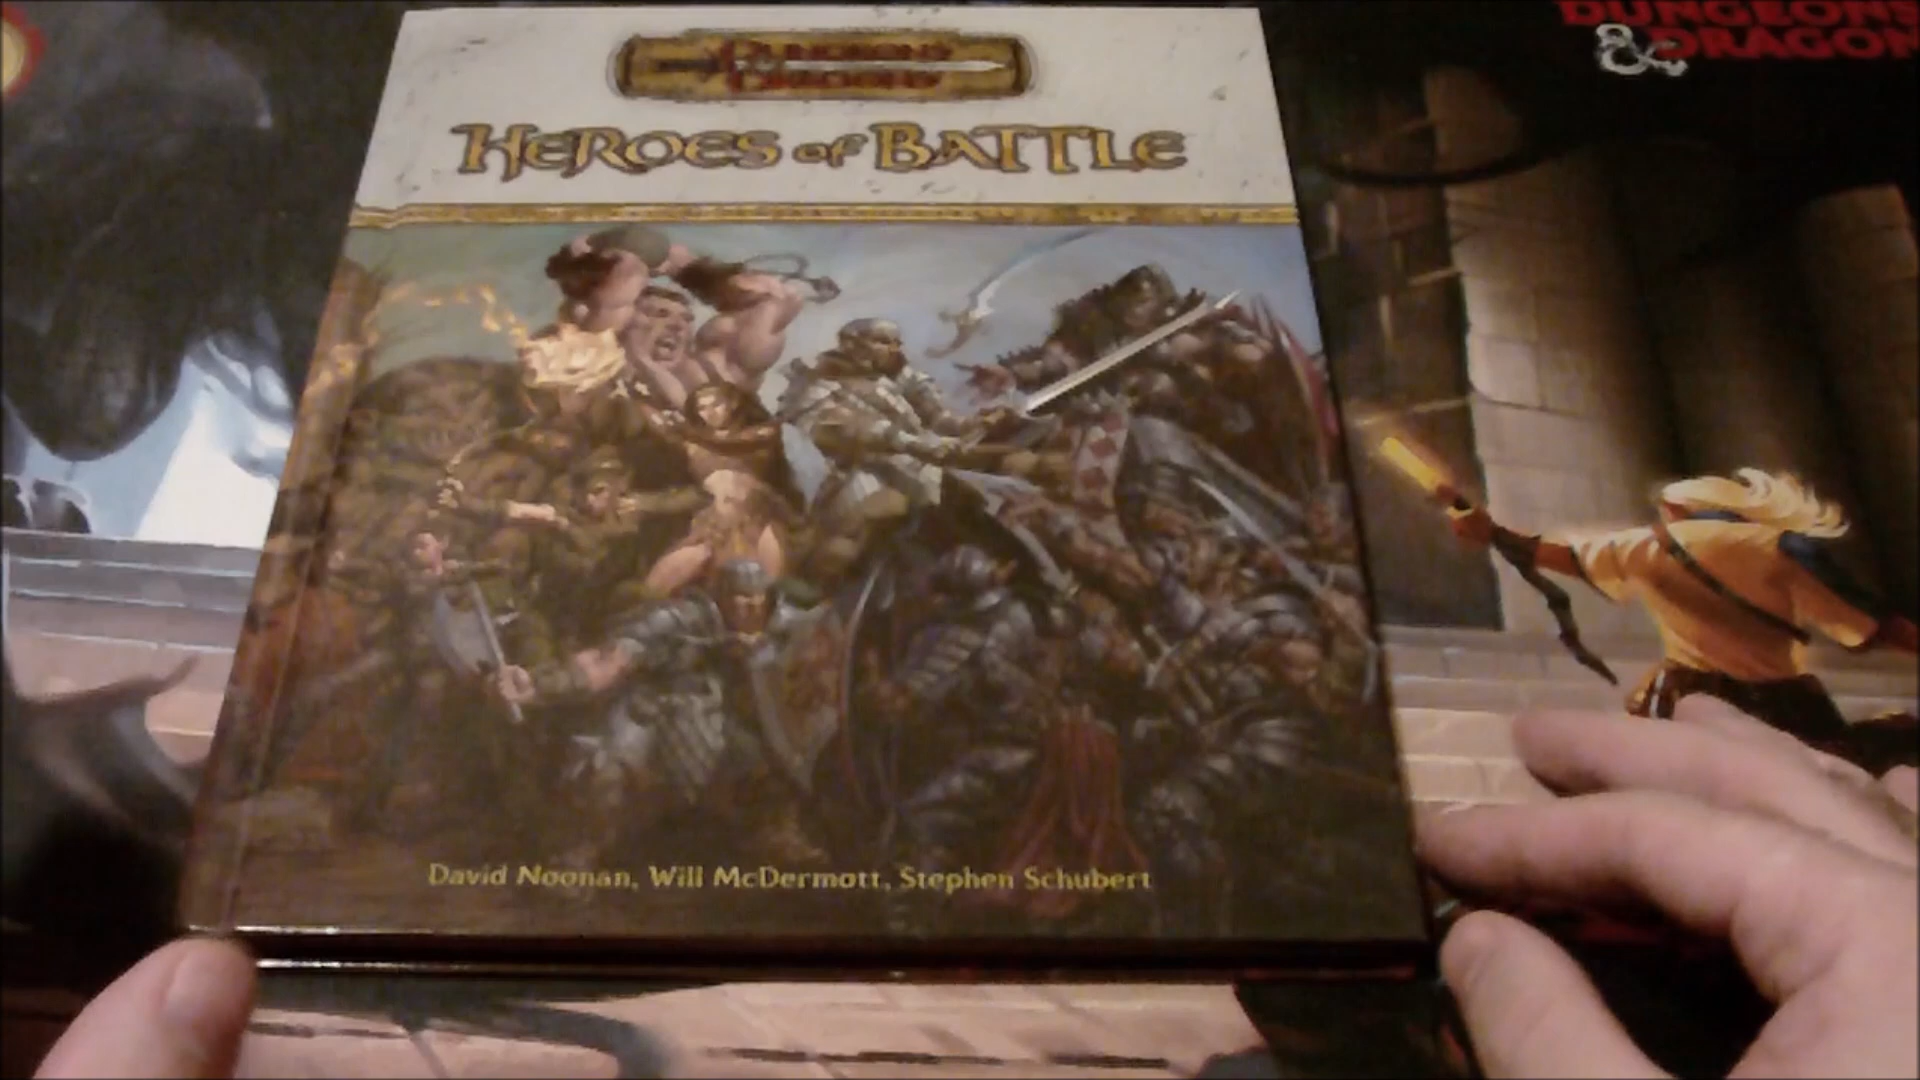 DUNGEONS
& DRAGONS
DUNGEONS
DRAGONS
HEROES of BATTLE
David Noonan, Will McDermott, Stephen Schubert